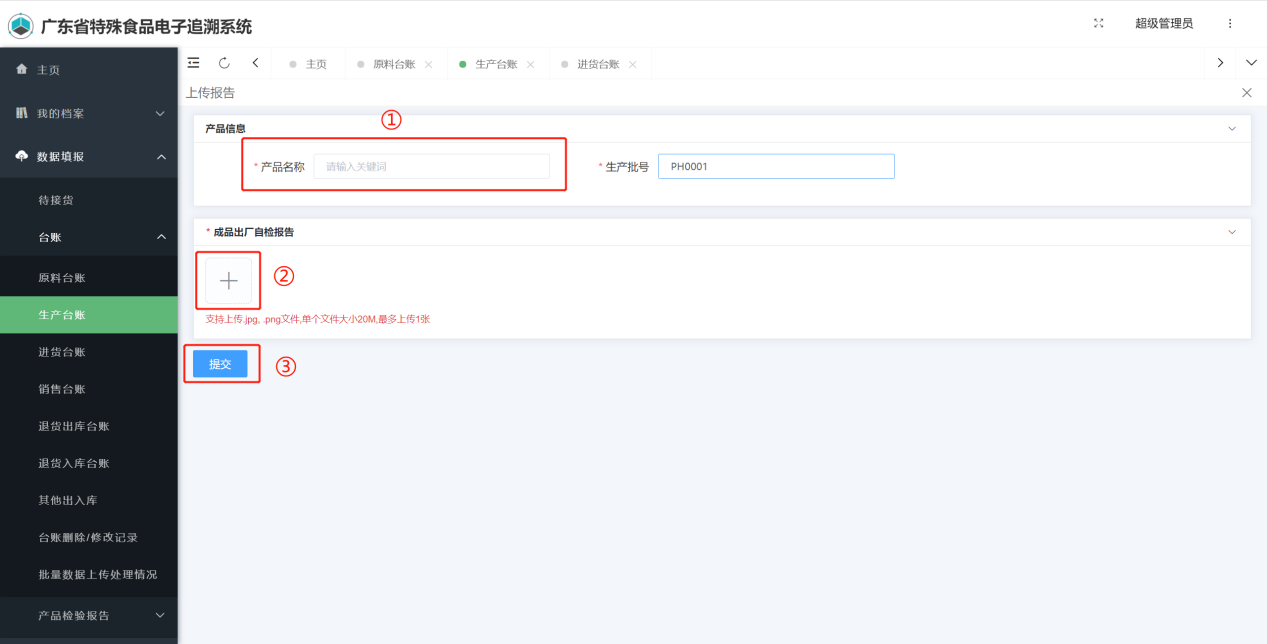 广东省特殊食品电子追溯系统
超级管理员
主页
我的档案
数据填报
待接货
台账
原料台账
生产台账
进货台账
销售台账
退货出库台账
退货入库台账
其他出入库
台账删除/修改记录
批量数据上传处理情况
产品检验报告
主页 原料台账 生产台账 进货台账
上传报告
①
产品信息
* 产品名称 请输入关键词 * 生产批号 PH0001
* 成品出厂自检报告
②
支持上传.jpg, .png文件,单个文件大小20M,最多上传1张
提交 ③